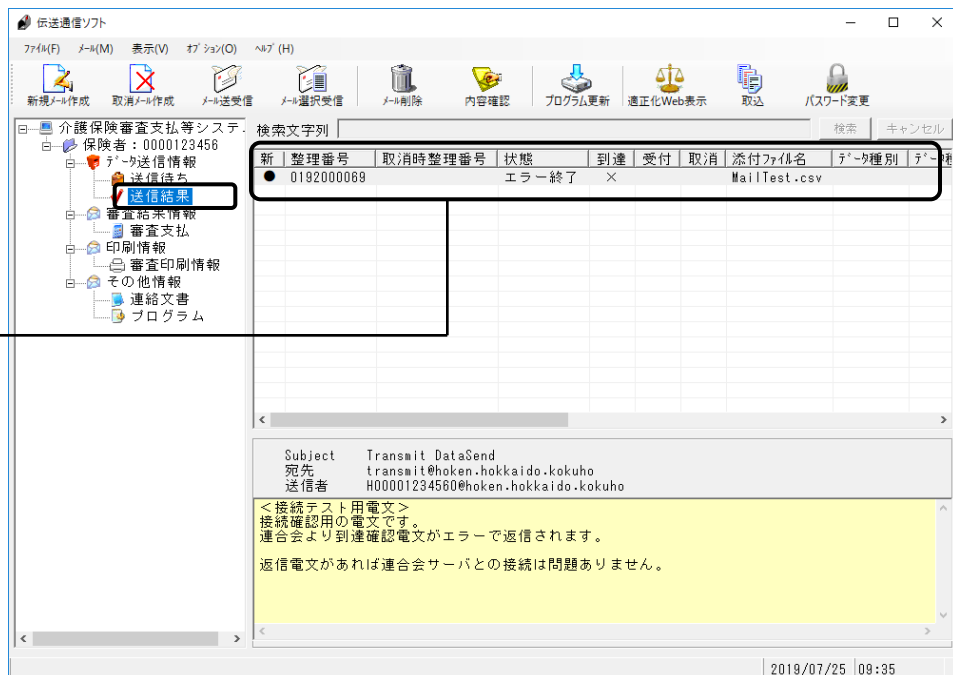 伝送通信ソフト
ﾌｧｲﾙ(F) ﾒｰﾙ(M) 表示(V) ｵﾌﾟｼｮﾝ(O) ﾍﾙﾌﾟ(H)
新規ﾒｰﾙ作成 取消ﾒｰﾙ作成 ﾒｰﾙ送受信 ﾒｰﾙ選択受信 ﾒｰﾙ削除 内容確認 ﾌﾟﾛｸﾞﾗﾑ更新 適正化Web表示 取込 ﾊﾟｽﾜｰﾄﾞ変更
介護保険審査支払等システ.
保険者：0000123456
ﾃﾞｰﾀ送信情報
送信待ち
送信結果
審査結果情報
審査支払
印刷情報
審査印刷情報
その他情報
連絡文書
プログラム
検索文字列 検索 キャンセル
新 整理番号 取消時整理番号 状態 到達 受付 取消 添付ﾌｧｲﾙ名 ﾃﾞｰﾀ種別 ﾃﾞｰﾀ種
● 0192000069 エラー終了 × MailTest.csv
Subject Transmit DataSend
宛先 transmit@hoken.hokkaido.kokuho
送信者 H00001234560@hoken.hokkaido.kokuho
＜接続テスト用電文＞
接続確認用の電文です。
連合会より到達確認電文がエラーで返信されます。
返信電文があれば連合会サーバとの接続は問題ありません。
2019/07/25 09:35